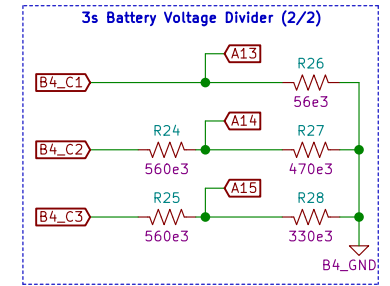 3s Battery Voltage Divider (2/2)
A13
R26
B4_C1
56e3
A14
R24
R27
B4_C2
560e3
470e3
A15
R25
R28
B4_C3
560e3
330e3
B4_GND